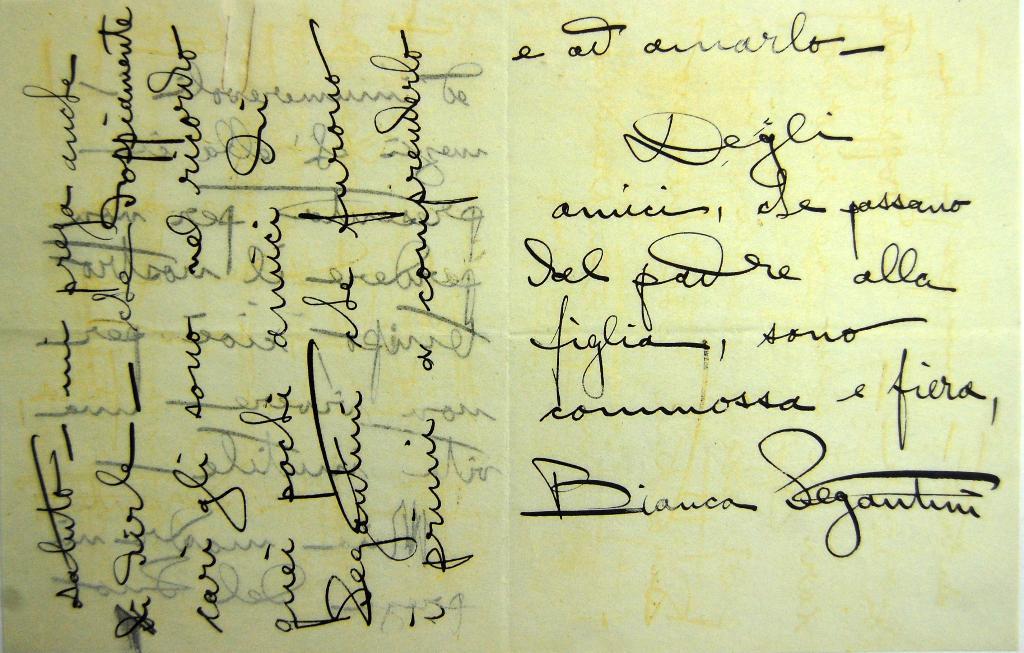 saluto — mi prega anche
di dirle — che doppiamente
cari gli sono nel ricordo
quei pochi amici di
Segantini che furono
i primi a comprenderlo
e ad amarlo —
Degli
amici, che passano
dal padre alla
figlia, sono
commossa e fiera,
Bianca Segantini